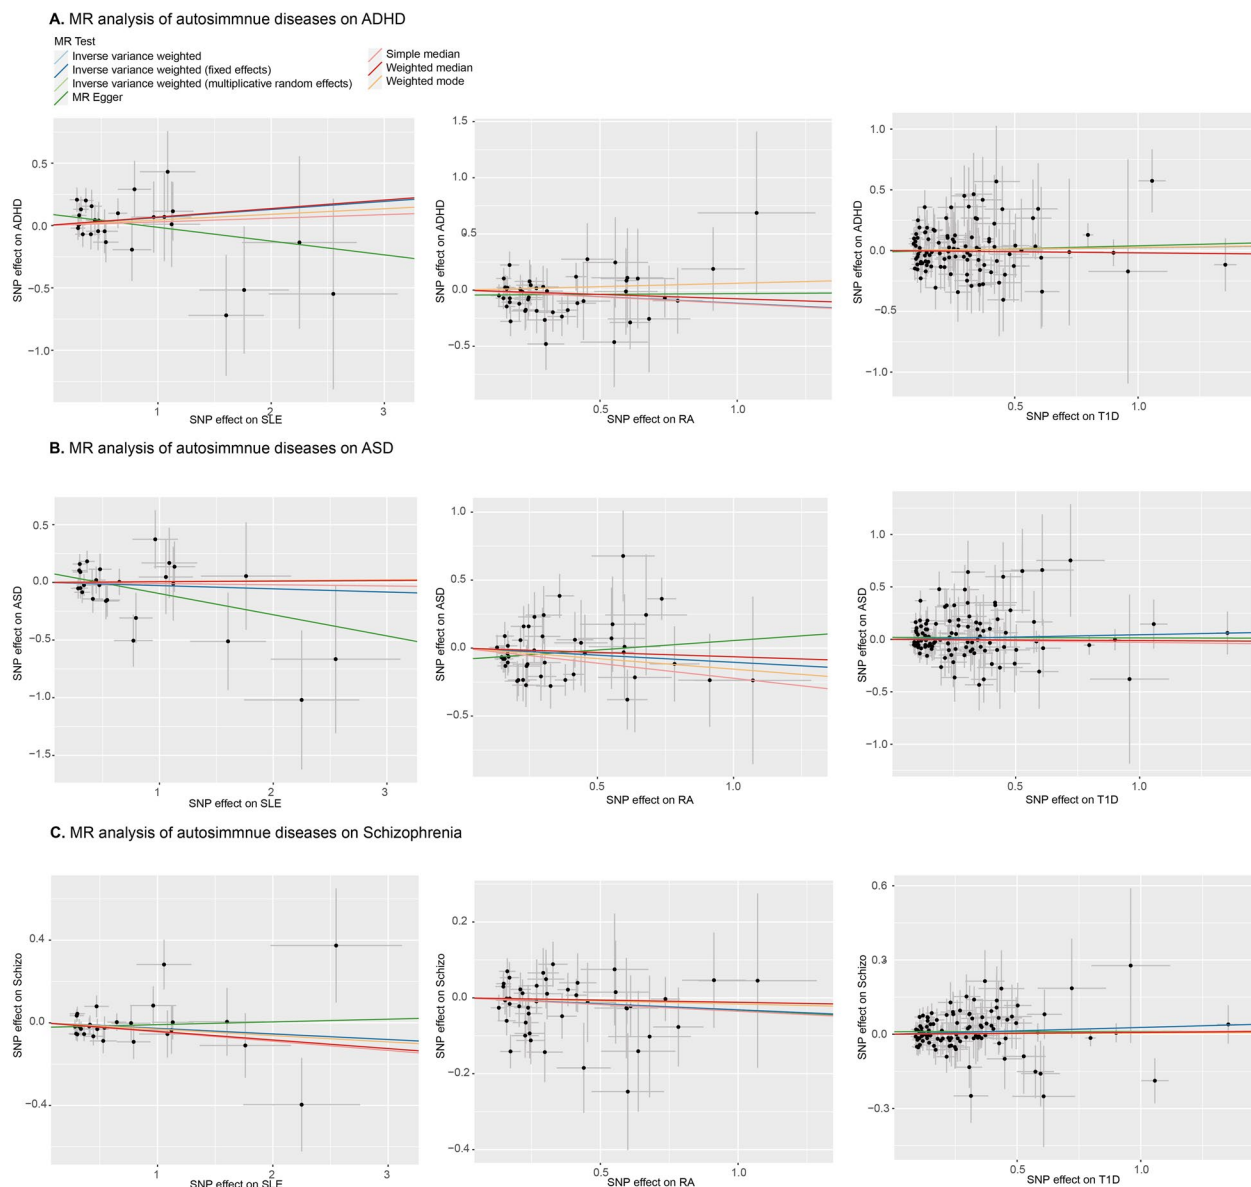 A. MR analysis of autosimmnue diseases on ADHD
MR Test
Inverse variance weighted
Inverse variance weighted (fixed effects)
Inverse variance weighted (multiplicative random effects)
MR Egger
Simple median
Weighted median
Weighted mode
SNP effect on ADHD
0.5
0.0
−0.5
−1.0
1
2
3
SNP effect on SLE
SNP effect on ADHD
1.5
1.0
0.5
0.0
−0.5
0.5
1.0
SNP effect on RA
SNP effect on ADHD
1.0
0.5
0.0
−0.5
−1.0
0.5
1.0
SNP effect on T1D
B. MR analysis of autosimmnue diseases on ASD
SNP effect on ASD
0.5
0.0
−0.5
−1.0
−1.5
1
2
3
SNP effect on SLE
SNP effect on ASD
1.0
0.5
0.0
−0.5
0.5
1.0
SNP effect on RA
SNP effect on ASD
1.0
0.5
0.0
−0.5
−1.0
0.5
1.0
SNP effect on T1D
C. MR analysis of autosimmnue diseases on Schizophrenia
SNP effect on Schizo
0.4
0.0
−0.4
1
2
3
SNP effect on SLE
SNP effect on Schizo
0.2
0.0
−0.2
−0.4
0.5
1.0
SNP effect on RA
SNP effect on Schizo
0.6
0.3
0.0
−0.3
0.5
1.0
SNP effect on T1D